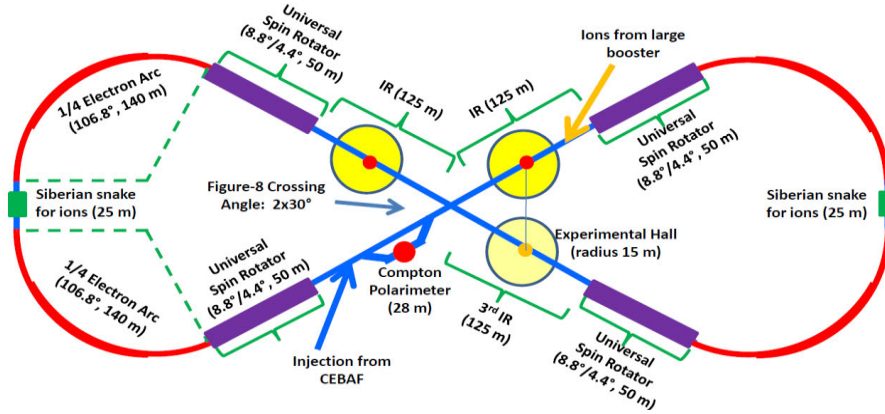 Universal
Spin Rotator
(8.8°/4.4°, 50 m)
1/4 Electron Arc
(106.8°, 140 m)
IR (125 m)
IR (125 m)
Ions from large
booster
Universal
Spin Rotator
(8.8°/4.4°, 50 m)
Siberian snake
for ions (25 m)
Figure-8 Crossing
Angle:  2x30°
Siberian snake
for ions (25 m)
Experimental Hall
(radius 15 m)
1/4 Electron Arc
(106.8°, 140 m)
Universal
Spin Rotator
(8.8°/4.4°, 50 m)
Compton
Polarimeter
(28 m)
3rd IR
(125 m)
Injection from
CEBAF
Universal
Spin Rotator
(8.8°/4.4°, 50 m)